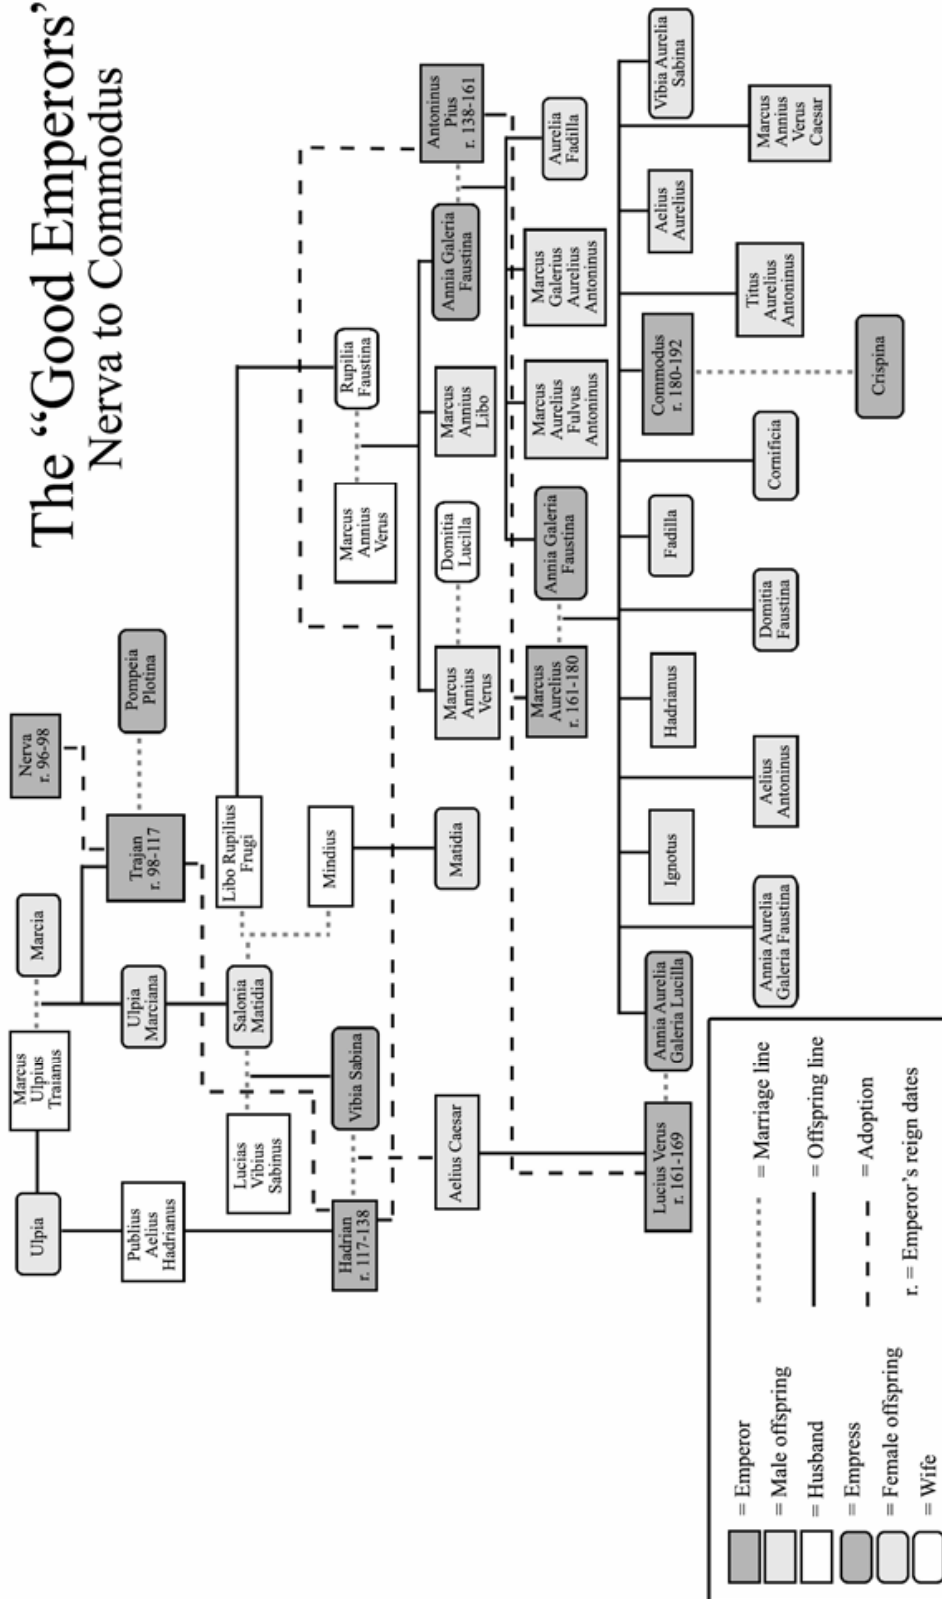 The “Good Emperors”
Nerva to Commodus
Ulpia
Marcus
Ulpius
Traianus
Marcia
Nerva
r. 96-98
Publius
Aelius
Hadrianus
Ulpia
Marciana
Trajan
r. 98-117
Pompeia
Plotina
Lucias
Vibius
Sabinus
Salonia
Matidia
Libo Rupilius
Frugi
Hadrian
r. 117-138
Vibia Sabina
Mindius
Marcus
Annius
Verus
Rupilia
Faustina
Aelius Caesar
Matidia
Marcus
Annius
Verus
Domitia
Lucilla
Marcus
Annius
Libo
Annia Galeria
Faustina
Antoninus
Pius
r. 138-161
Marcus
Aurelius
r. 161-180
Annia Galeria
Faustina
Marcus
Aurelius
Fulvus
Antoninus
Marcus
Galerius
Aurelius
Antoninus
Aurelia
Fadilla
Lucius Verus
r. 161-169
Annia Aurelia
Galeria Lucilla
Ignotus
Hadrianus
Fadilla
Commodus
r. 180-192
Aelius
Aurelius
Vibia Aurelia
Sabina
Annia Aurelia
Galeria Faustina
Aelius
Antoninus
Domitia
Faustina
Cornificia
Titus
Aurelius
Antoninus
Marcus
Annius
Verus
Caesar
Crispina
= Emperor
= Male offspring
= Husband
= Empress
= Female offspring
= Wife
= Marriage line
= Offspring line
= Adoption
r. = Emperor's reign dates